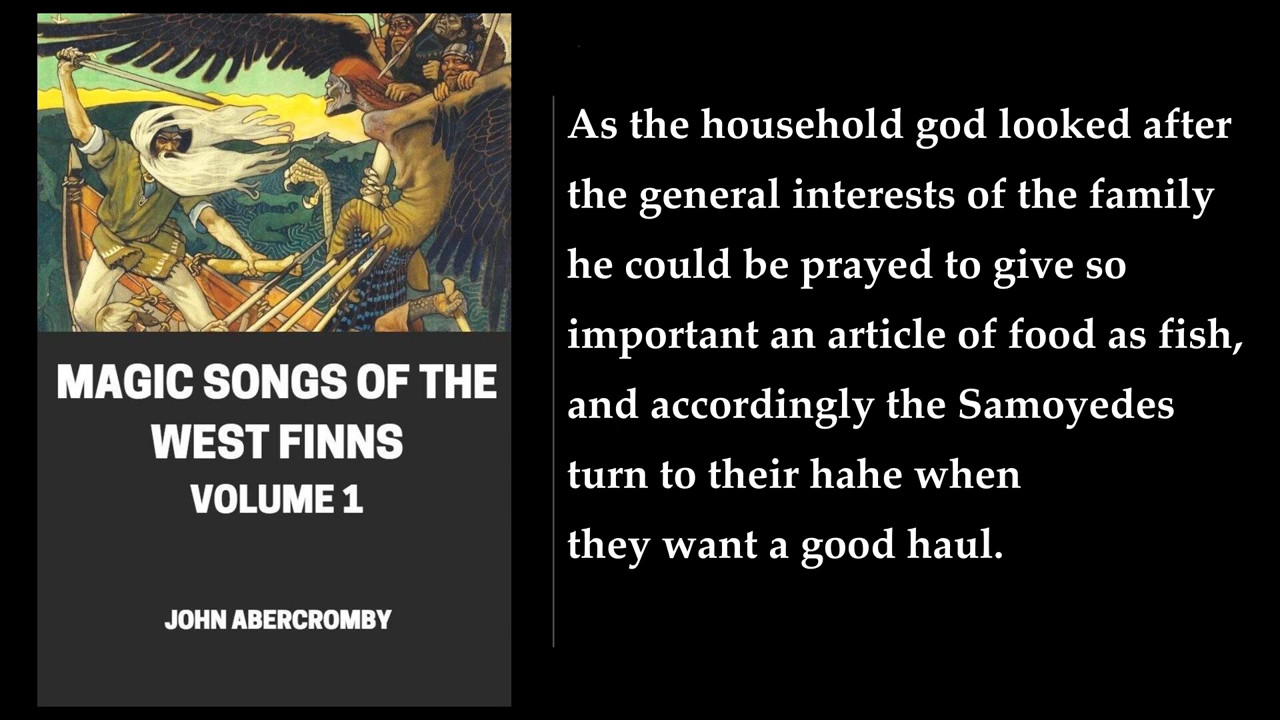 MAGIC SONGS OF THE
WEST FINNS
VOLUME 1
JOHN ABERCROMBY
As the household god looked after
the general interests of the family
he could be prayed to give so
important an article of food as fish,
and accordingly the Samoyedes
turn to their hahe when
they want a good haul.